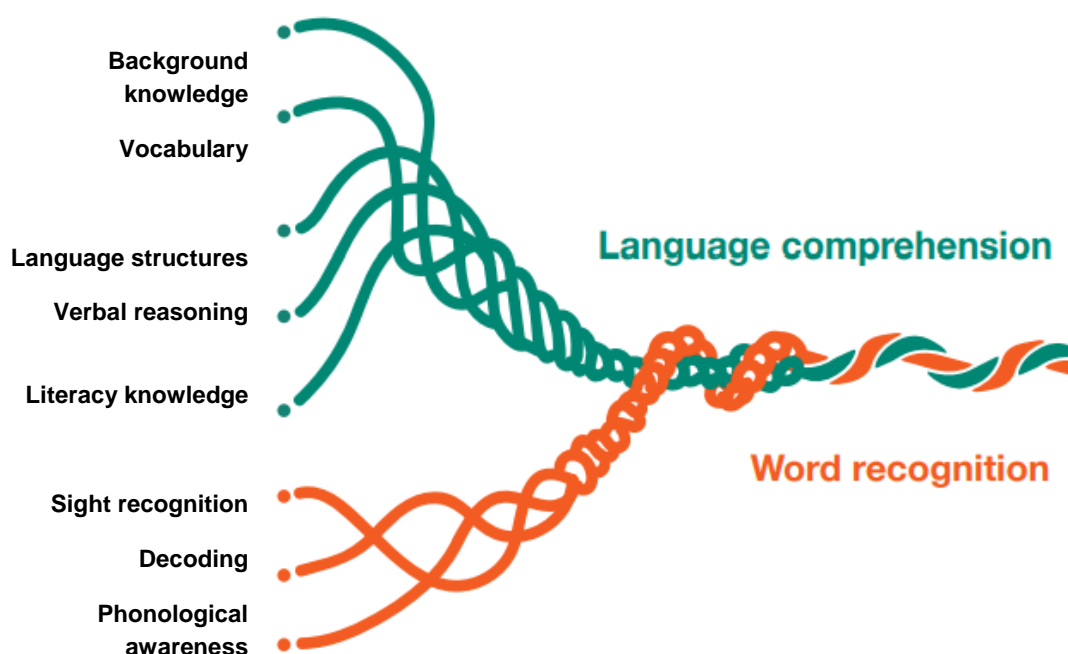 Background
knowledge
Vocabulary
Language structures
Verbal reasoning
Literacy knowledge
Sight recognition
Decoding
Phonological
awareness
Language comprehension
Word recognition